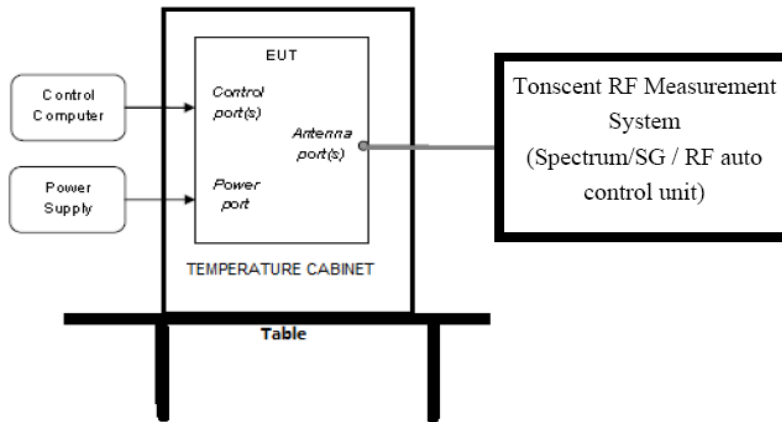 EUT
Control
Computer
Control
port(s)
Antenna
port(s)
Power
Supply
Power
port
TEMPERATURE CABINET
Table
Tonscent RF Measurement
System
(Spectrum/SG / RF auto
control unit)